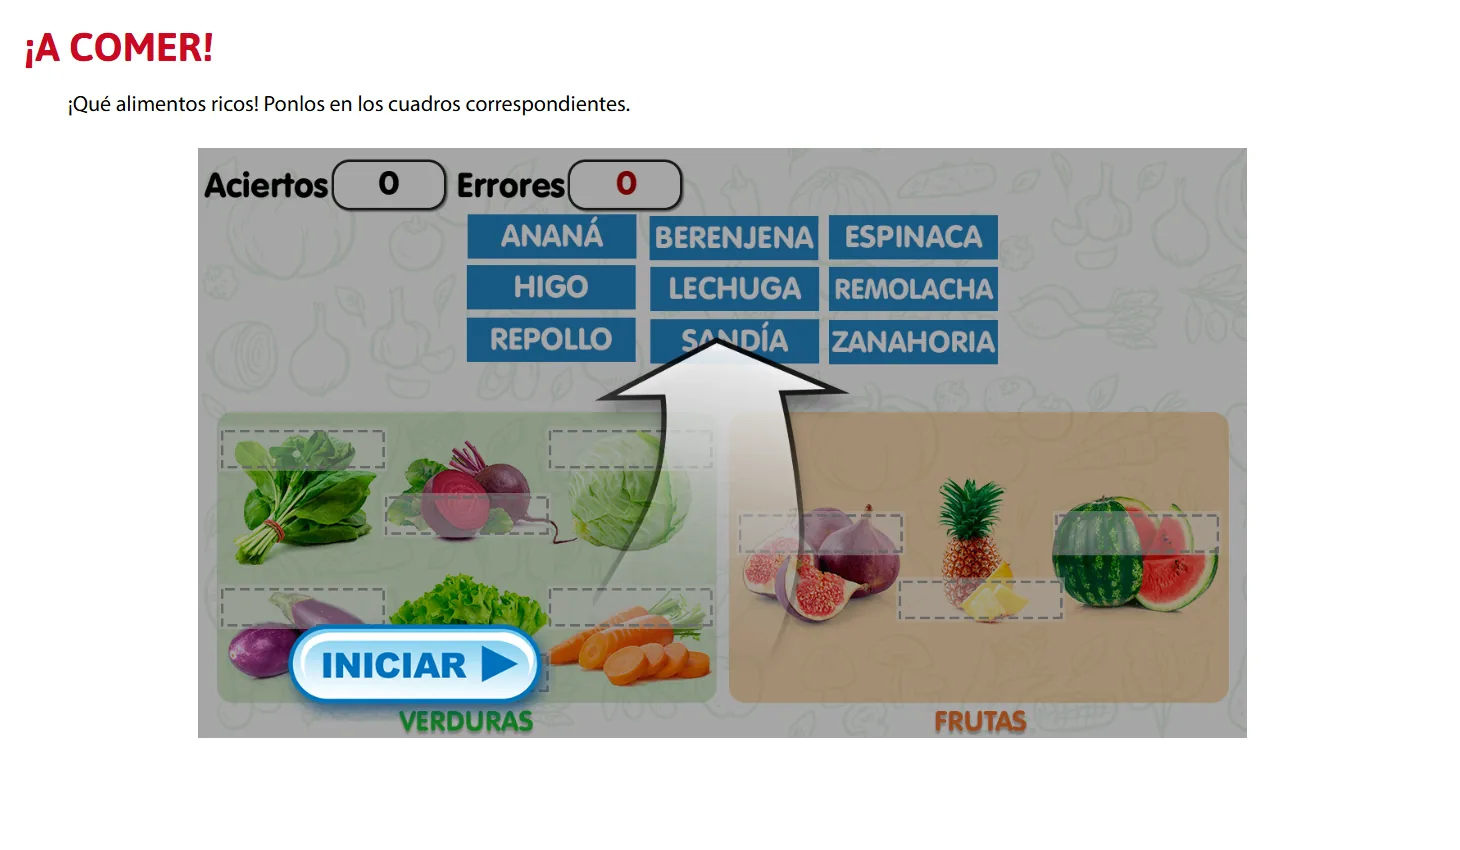 ¡A COMER!
¡Qué alimentos ricos! Ponlos en los cuadros correspondientes.
Aciertos 0 Errores 0
ANANÁ BERENJENA ESPINACA
HIGO LECHUGA REMOLACHA
REPOLLO SANDÍA ZANAHORIA
INICIAR
VERDURAS FRUTAS